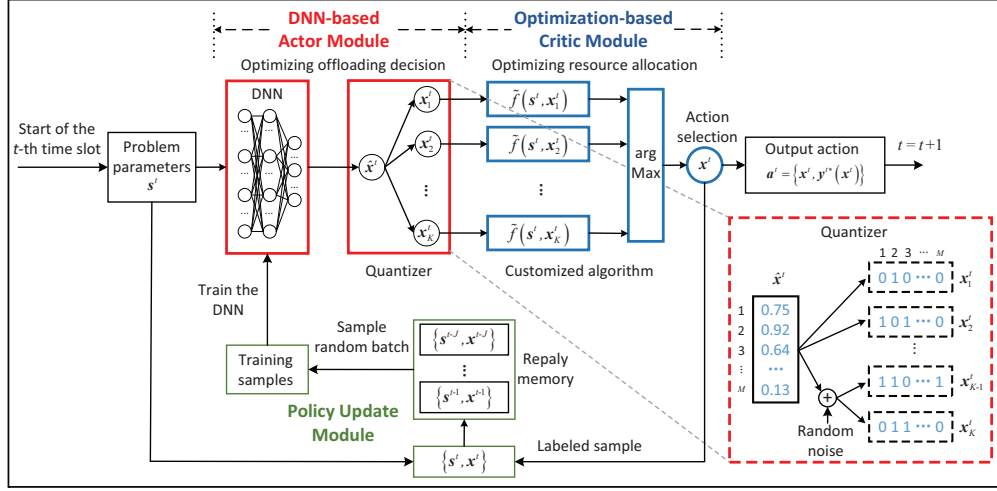 DNN-based
Actor Module
Optimization-based
Critic Module
Optimizing offloading decision
Optimizing resource allocation
Start of the
t-th time slot
Problem
parameters
s^t
DNN
...
...
...
...
...
x̂^t
x_1^t
x_2^t
⋮
x_K^t
Quantizer
f̃(s^t, x_1^t)
f̃(s^t, x_2^t)
⋮
f̃(s^t, x_K^t)
Customized algorithm
arg
Max
Action
selection
x^t
Output action
a^t = {x^t, y^t*(x^t)}
t = t+1
Train the
DNN
Training
samples
Sample
random batch
{s^{t-J}, x^{t-J}}
⋮
{s^{t-1}, x^{t-1}}
Repaly
memory
Policy Update
Module
{s^t, x^t}
Labeled sample
Quantizer
1 2 3 ··· M
x̂^t
1 0.75
2 0.92
3 0.64
⋮ ...
M 0.13
0 1 0 ··· 0 x_1^t
1 0 1 ··· 0 x_2^t
⋮
1 1 0 ··· 1 x_{K-1}^t
0 1 1 ··· 0 x_K^t
+
Random
noise